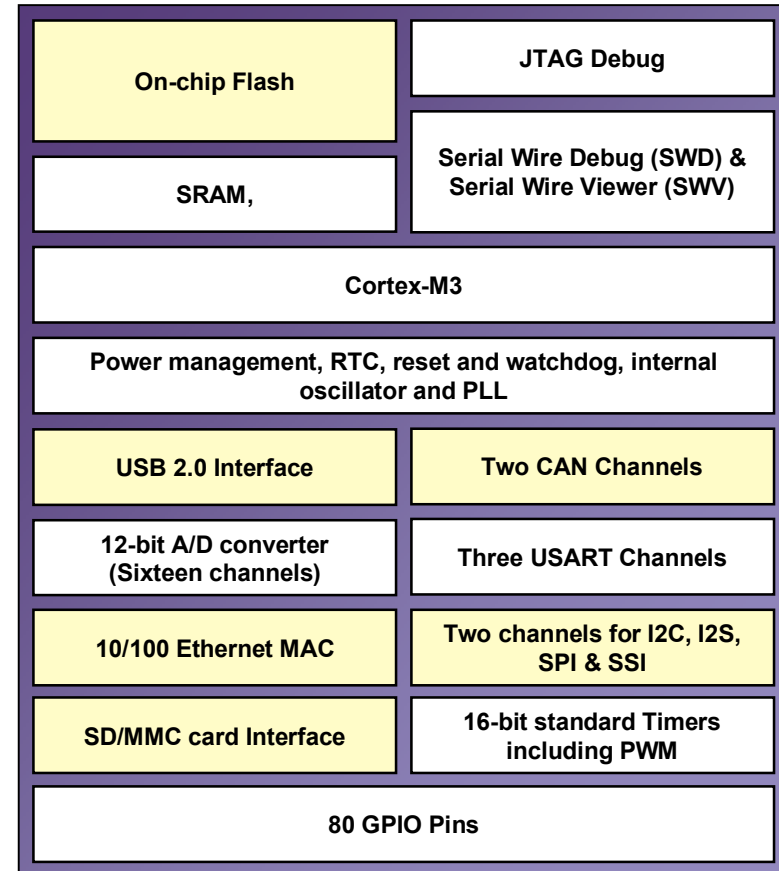 On-chip Flash
JTAG Debug
SRAM,
Serial Wire Debug (SWD) &
Serial Wire Viewer (SWV)
Cortex-M3
Power management, RTC, reset and watchdog, internal
oscillator and PLL
USB 2.0 Interface
Two CAN Channels
12-bit A/D converter
(Sixteen channels)
Three USART Channels
10/100 Ethernet MAC
Two channels for I2C, I2S,
SPI & SSI
SD/MMC card Interface
16-bit standard Timers
including PWM
80 GPIO Pins